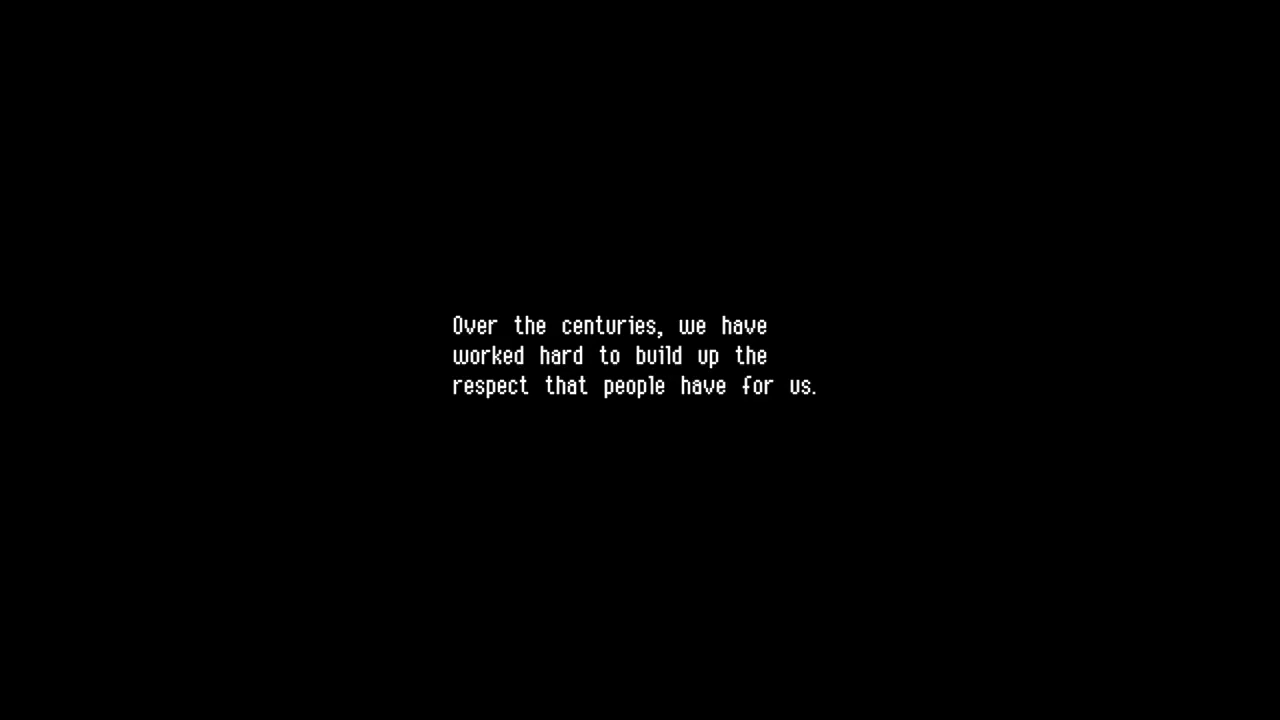 Over the centuries, we have
worked hard to build up the
respect that people have for us.